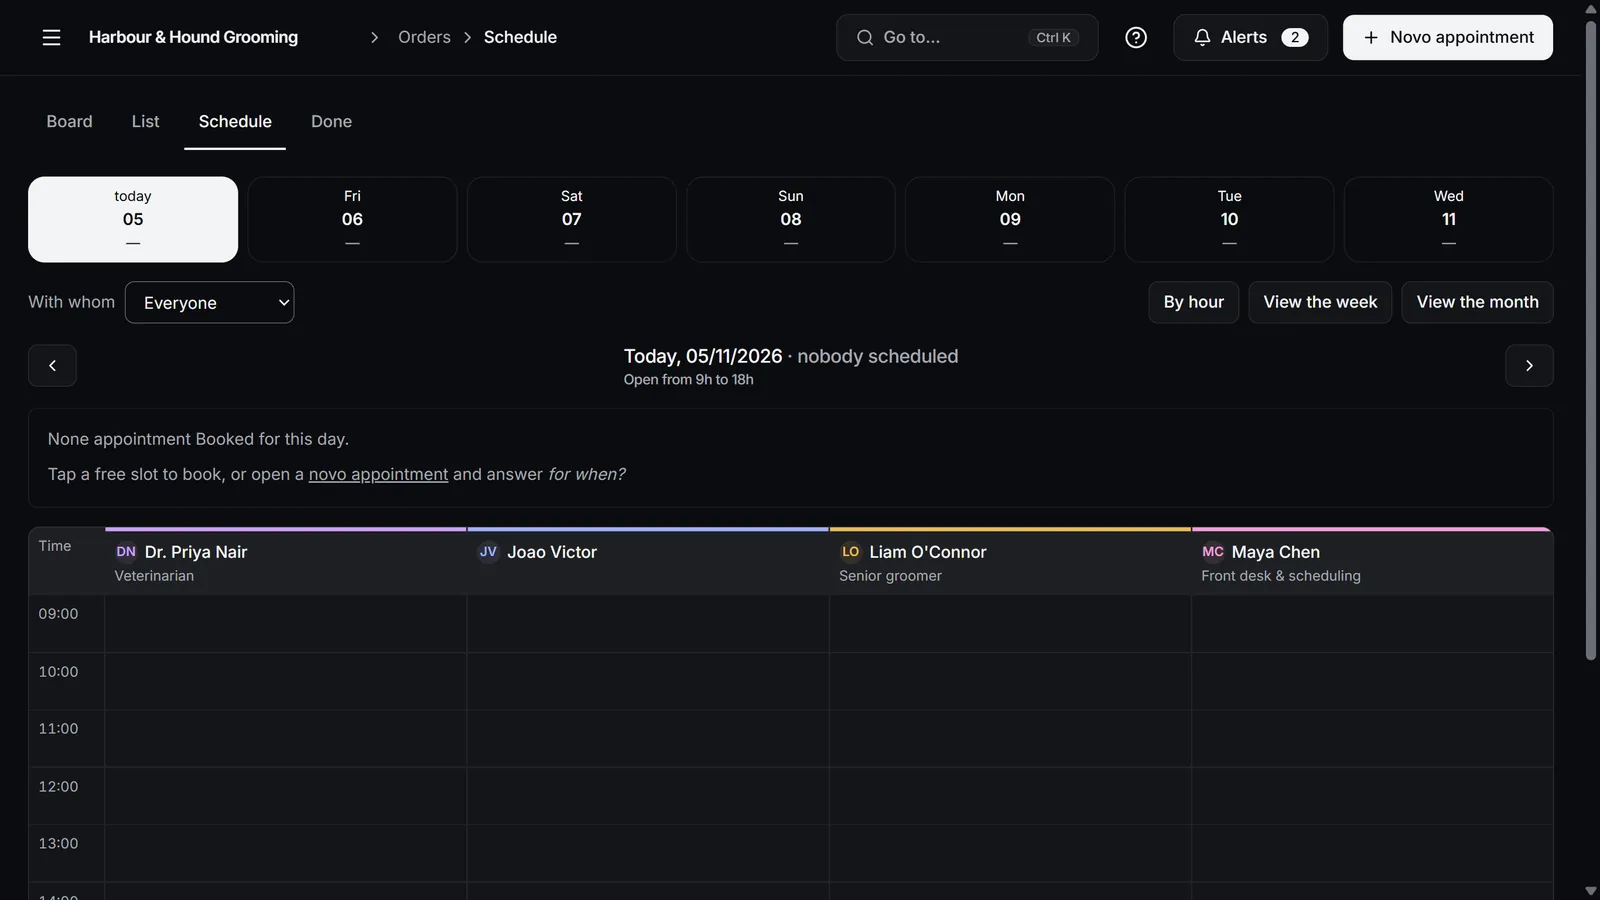 Harbour & Hound Grooming
Orders
Schedule
Go to...
Ctrl K
Alerts 2
Novo appointment
Board
List
Schedule
Done
today
05
—
Fri
06
—
Sat
07
—
Sun
08
—
Mon
09
—
Tue
10
—
Wed
11
—
With whom
Everyone
By hour
View the week
View the month
Today, 05/11/2026 · nobody scheduled
Open from 9h to 18h
None appointment Booked for this day.
Tap a free slot to book, or open a novo appointment and answer for when?
Time
DN Dr. Priya Nair
Veterinarian
JV Joao Victor
LO Liam O'Connor
Senior groomer
MC Maya Chen
Front desk & scheduling
09:00
10:00
11:00
12:00
13:00
14:00